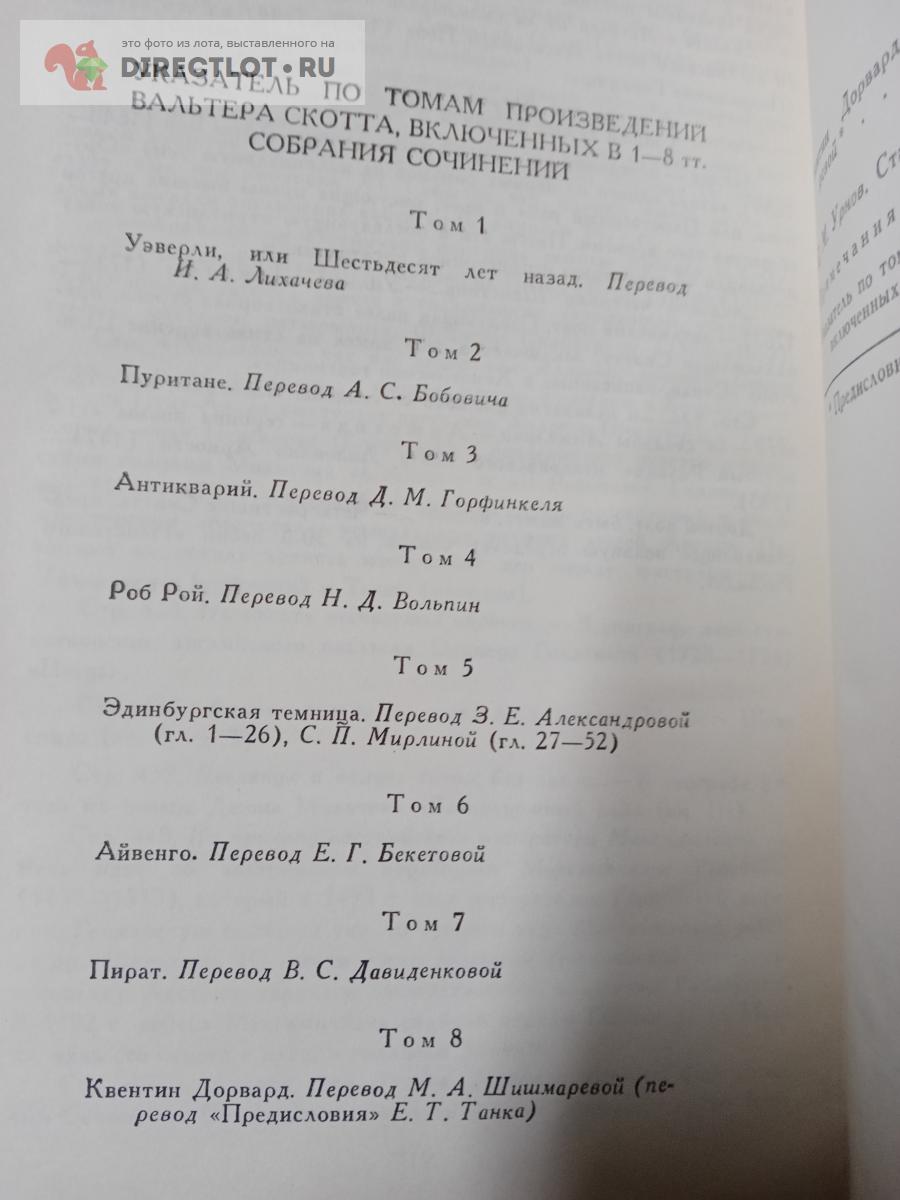 это фото из лота, выставленного на
DIRECTLOT.RU
УКАЗАТЕЛЬ ПО ТОМАМ ПРОИЗВЕДЕНИЙ
ВАЛЬТЕРА СКОТТА, ВКЛЮЧЕННЫХ В 1—8 тт.
СОБРАНИЯ СОЧИНЕНИЙ
Том 1
Уэверли, или Шестьдесят лет назад. Перевод
И. А. Лихачева
Том 2
Пуритане. Перевод А. С. Бобовича
Том 3
Антикварий. Перевод Д. М. Горфинкеля
Том 4
Роб Рой. Перевод Н. Д. Вольпин
Том 5
Эдинбургская темница. Перевод З. Е. Александровой
(гл. 1—26), С. П. Мирлиной (гл. 27—52)
Том 6
Айвенго. Перевод Е. Г. Бекетовой
Том 7
Пират. Перевод В. С. Давиденковой
Том 8
Квентин Дорвард. Перевод М. А. Шишмаревой (пе-
ревод «Предисловия» Е. Т. Танка)
Дорвард
Урнов.
по
включенных